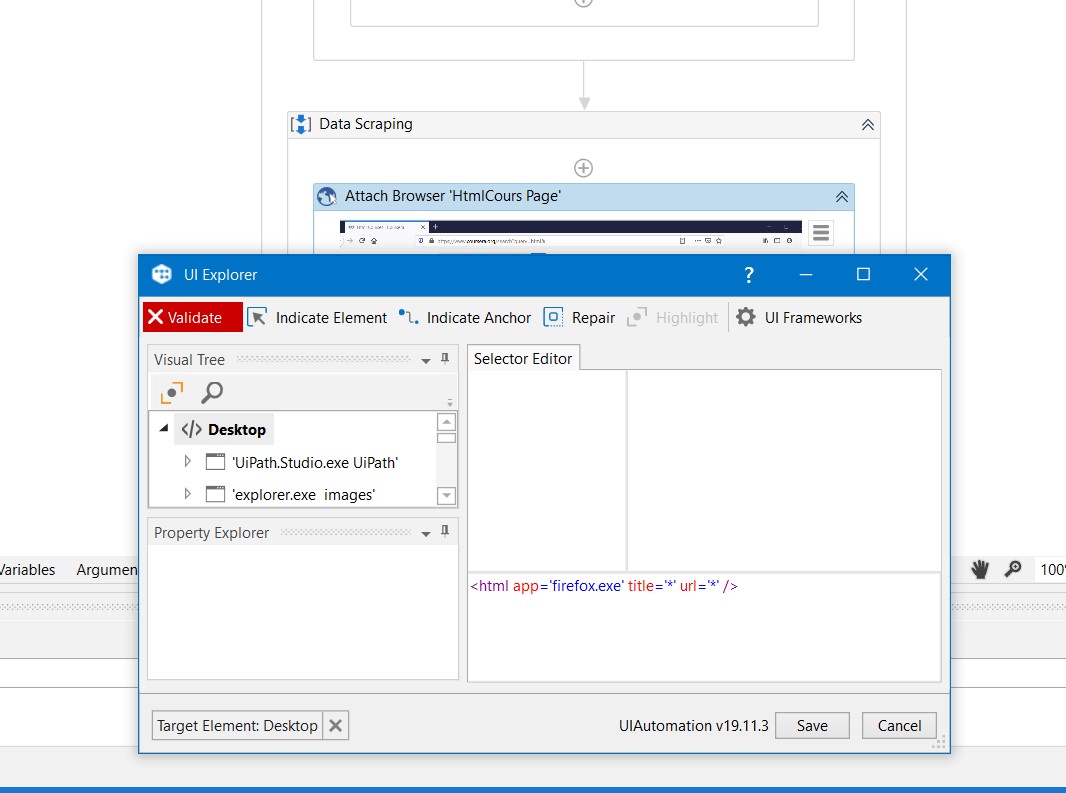 Data Scraping
Attach Browser 'HtmlCours Page'
UI Explorer
?
Validate
Indicate Element
Indicate Anchor
Repair
Highlight
UI Frameworks
Visual Tree
Selector Editor
</> Desktop
'UiPath.Studio.exe UiPath'
'explorer.exe images'
Property Explorer
Variables
Argumen
100%
<html app='firefox.exe' title='*' url='*' />
Target Element: Desktop
UIAutomation v19.11.3
Save
Cancel